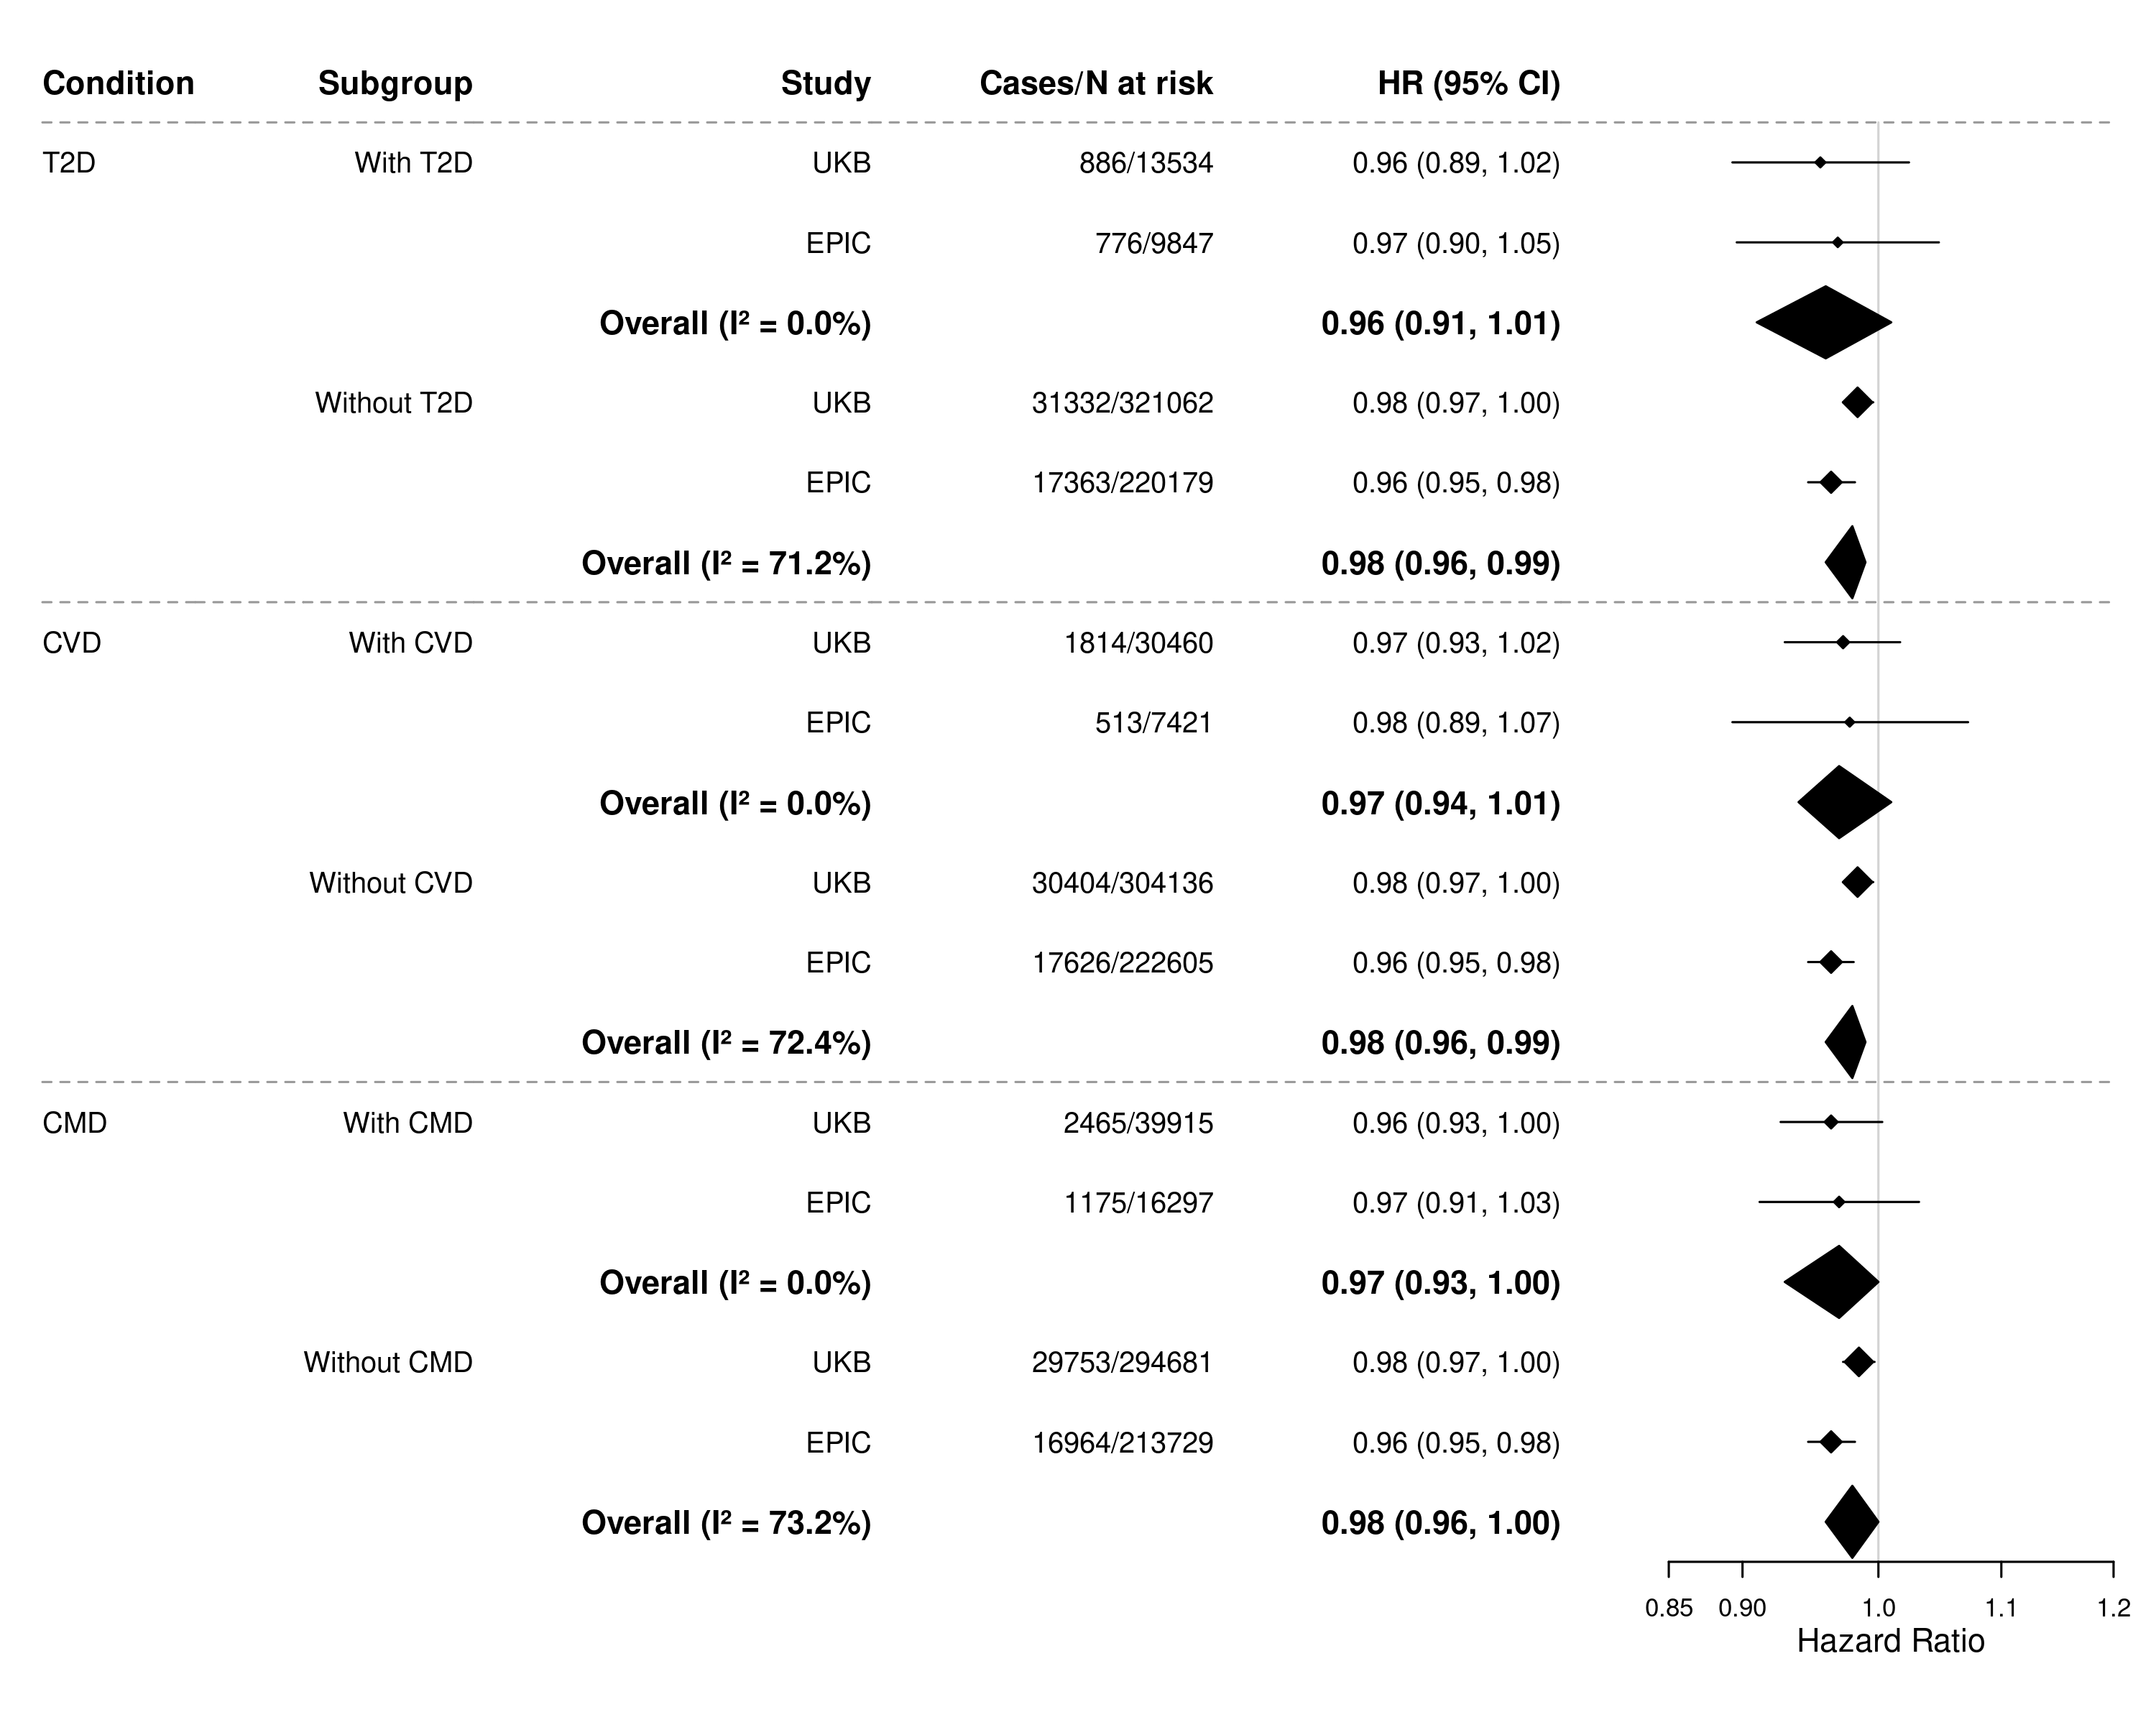 Condition Subgroup Study Cases/N at risk HR (95% CI)
T2D With T2D UKB 886/13534 0.96 (0.89, 1.02)
EPIC 776/9847 0.97 (0.90, 1.05)
Overall (I² = 0.0%) 0.96 (0.91, 1.01)
Without T2D UKB 31332/321062 0.98 (0.97, 1.00)
EPIC 17363/220179 0.96 (0.95, 0.98)
Overall (I² = 71.2%) 0.98 (0.96, 0.99)
CVD With CVD UKB 1814/30460 0.97 (0.93, 1.02)
EPIC 513/7421 0.98 (0.89, 1.07)
Overall (I² = 0.0%) 0.97 (0.94, 1.01)
Without CVD UKB 30404/304136 0.98 (0.97, 1.00)
EPIC 17626/222605 0.96 (0.95, 0.98)
Overall (I² = 72.4%) 0.98 (0.96, 0.99)
CMD With CMD UKB 2465/39915 0.96 (0.93, 1.00)
EPIC 1175/16297 0.97 (0.91, 1.03)
Overall (I² = 0.0%) 0.97 (0.93, 1.00)
Without CMD UKB 29753/294681 0.98 (0.97, 1.00)
EPIC 16964/213729 0.96 (0.95, 0.98)
Overall (I² = 73.2%) 0.98 (0.96, 1.00)
0.85 0.90 1.0 1.1 1.2
Hazard Ratio